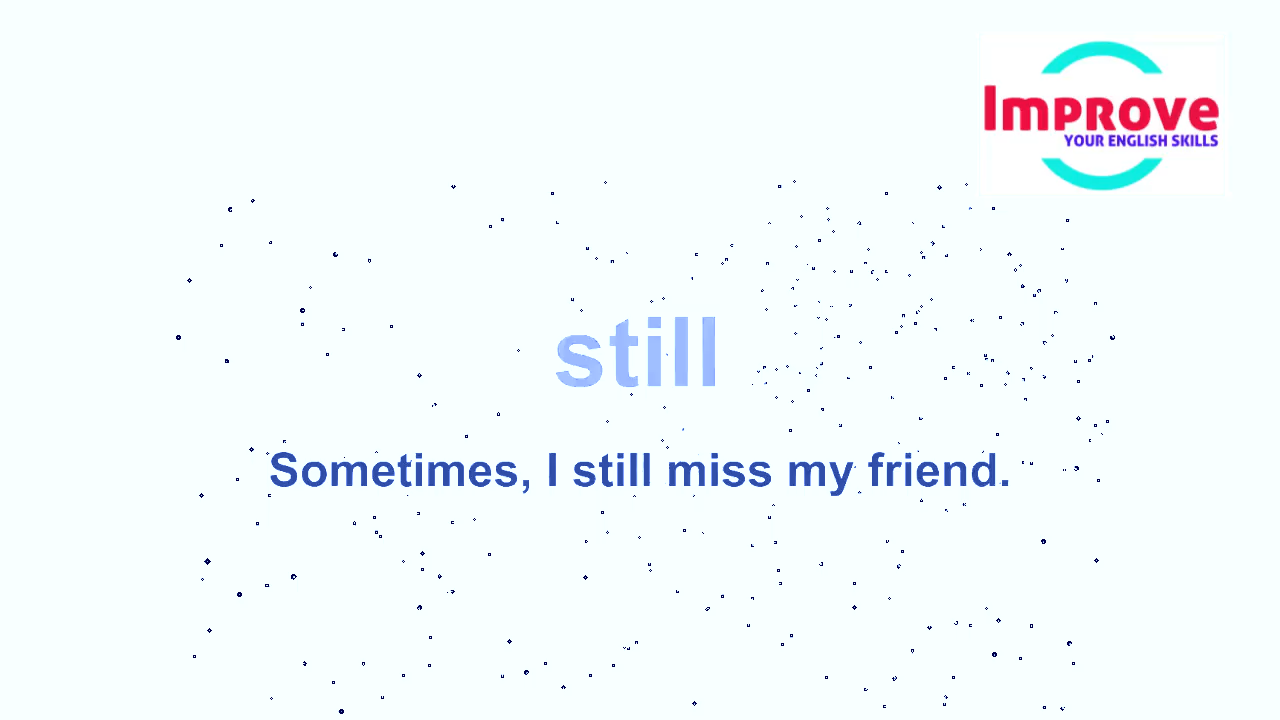 Improve
YOUR ENGLISH SKILLS
still
Sometimes, I still miss my friend.